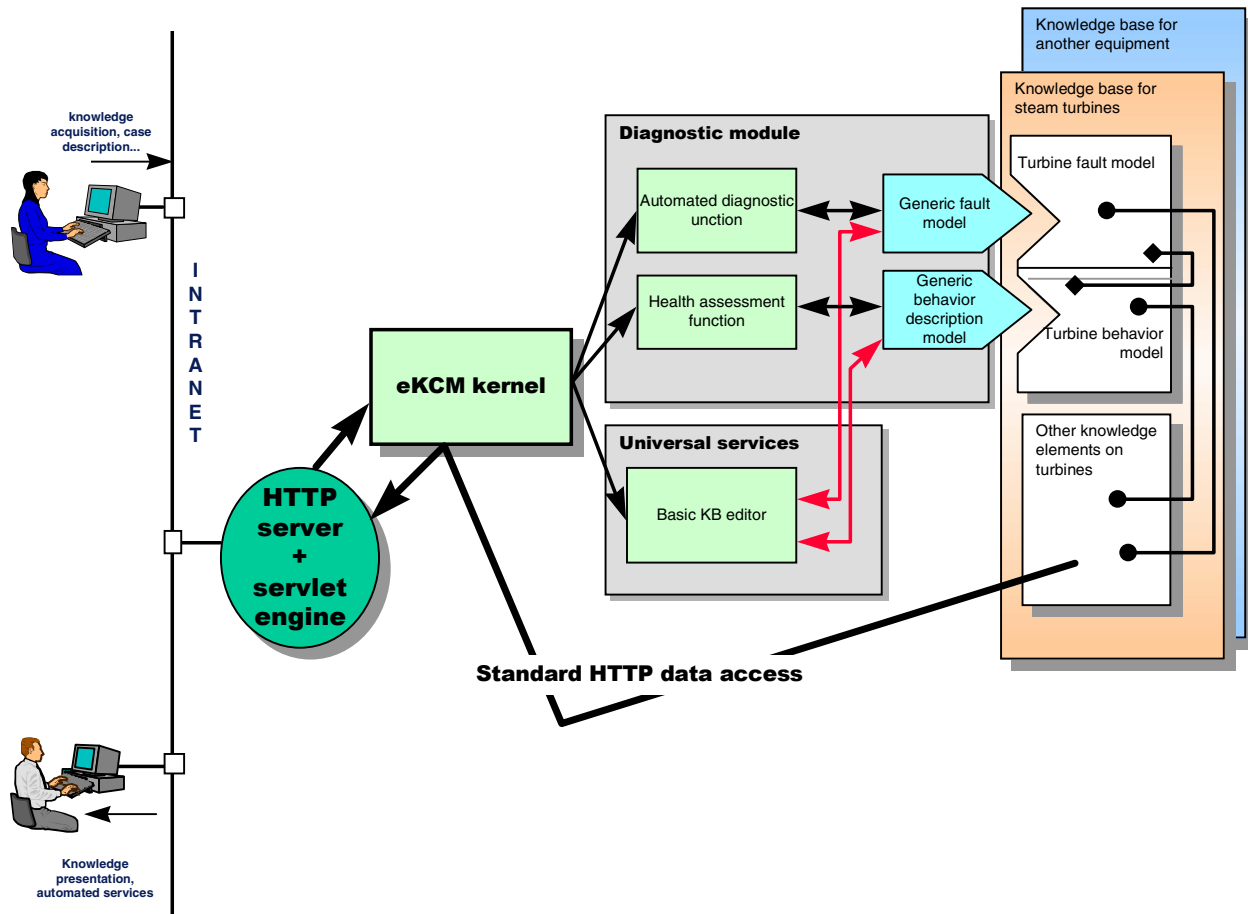 Knowledge base for
another equipment
Knowledge base for
steam turbines
knowledge
acquisition, case
description...
Diagnostic module
Turbine fault model
Automated diagnostic
unction
Generic fault
model
I
N
T
R
A
N
E
T
Health assessment
function
Generic
behavior
description
model
Turbine behavior
model
eKCM kernel
Universal services
Other knowledge
elements on
turbines
HTTP
server
+
servlet
engine
Basic KB editor
Standard HTTP data access
Knowledge
presentation,
automated services